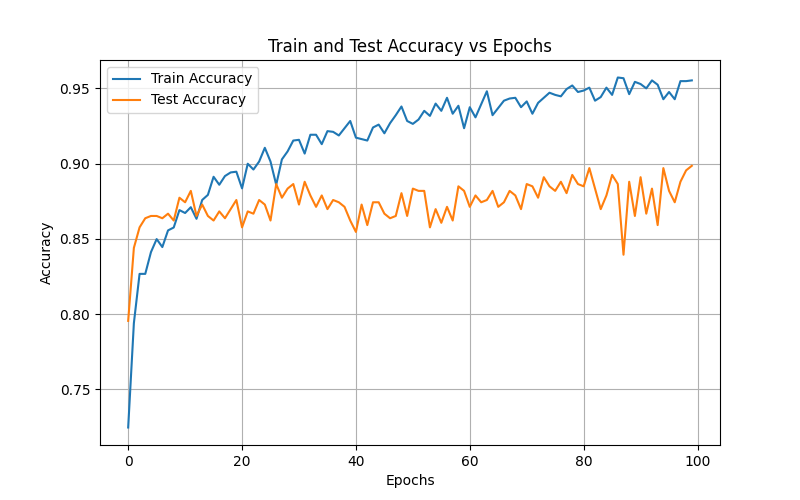 Train and Test Accuracy vs Epochs
Train Accuracy
Test Accuracy
0.95
0.90
0.85
0.80
0.75
Accuracy
0 20 40 60 80 100
Epochs